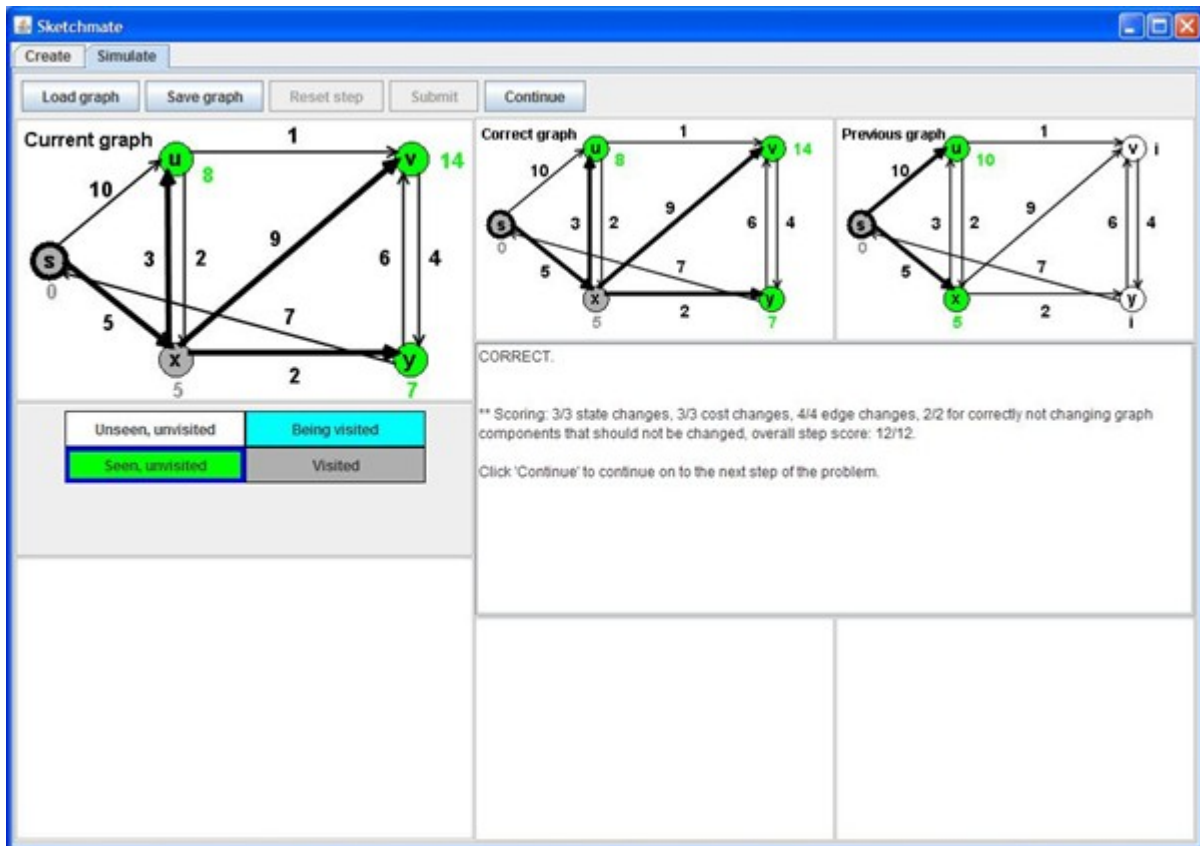 Sketchmate
Create Simulate
Load graph Save graph Reset step Submit Continue
Current graph
1
u
8
v
14
10
9
3
2
6
4
s
0
5
7
x
5
2
y
7
Correct graph
1
u
8
v
14
10
9
3
2
6
4
s
0
5
7
x
5
2
y
7
Previous graph
1
u
10
v
i
10
9
3
2
6
4
s
0
5
7
x
5
2
y
i
Unseen, unvisited Being visited
Seen, unvisited Visited
CORRECT.
** Scoring: 3/3 state changes, 3/3 cost changes, 4/4 edge changes, 2/2 for correctly not changing graph
components that should not be changed, overall step score: 12/12.
Click 'Continue' to continue on to the next step of the problem.